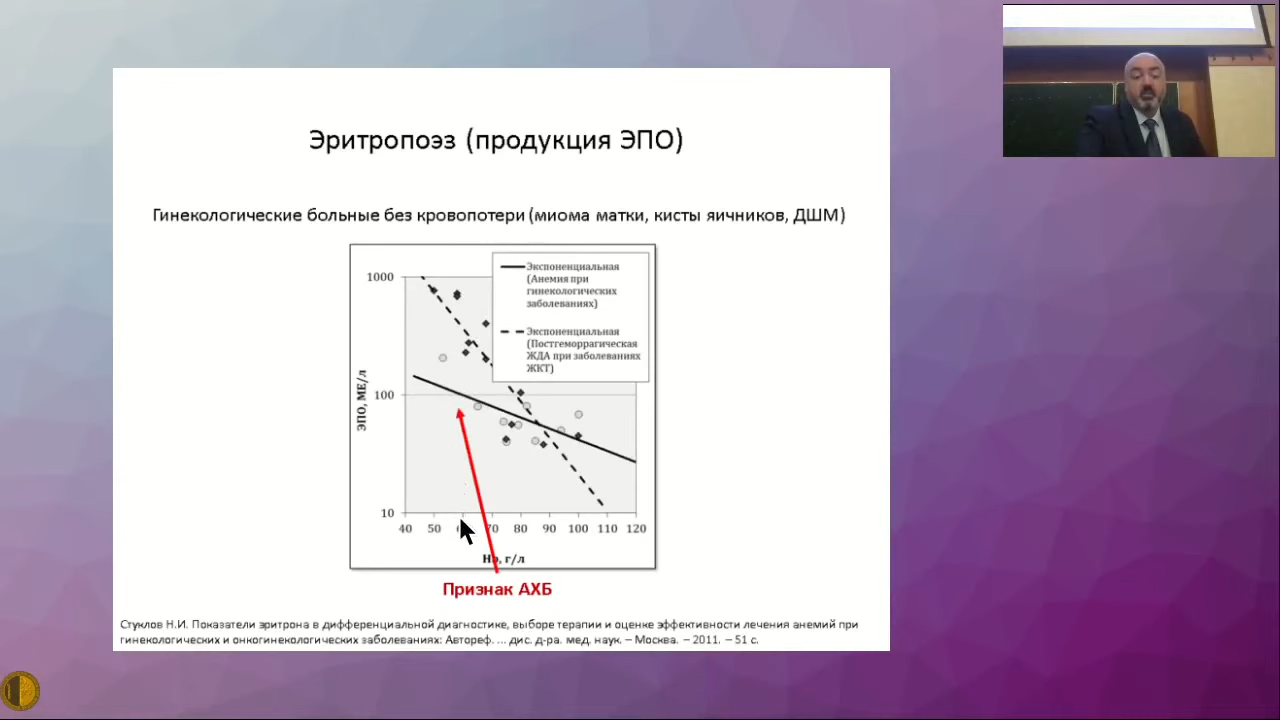 Эритропоэз (продукция ЭПО)
Гинекологические больные без кровопотери (миома матки, кисты яичников, ДШМ)
Экспоненциальная
(Анемия при
гинекологических
заболеваниях)
Экспоненциальная
(Постгеморрагическая
ЖДА при заболеваниях
ЖКТ)
1000
100
10
ЭПО, МЕ/л
40 50 70 80 90 100 110 120
Hb, г/л
Признак АХБ
Стуклов Н.И. Показатели эритрона в дифференциальной диагностике, выборе терапии и оценке эффективности лечения анемий при
гинекологических и онкогинекологических заболеваниях: Автореф. ... дис. д-ра. мед. наук. – Москва. – 2011. – 51 с.